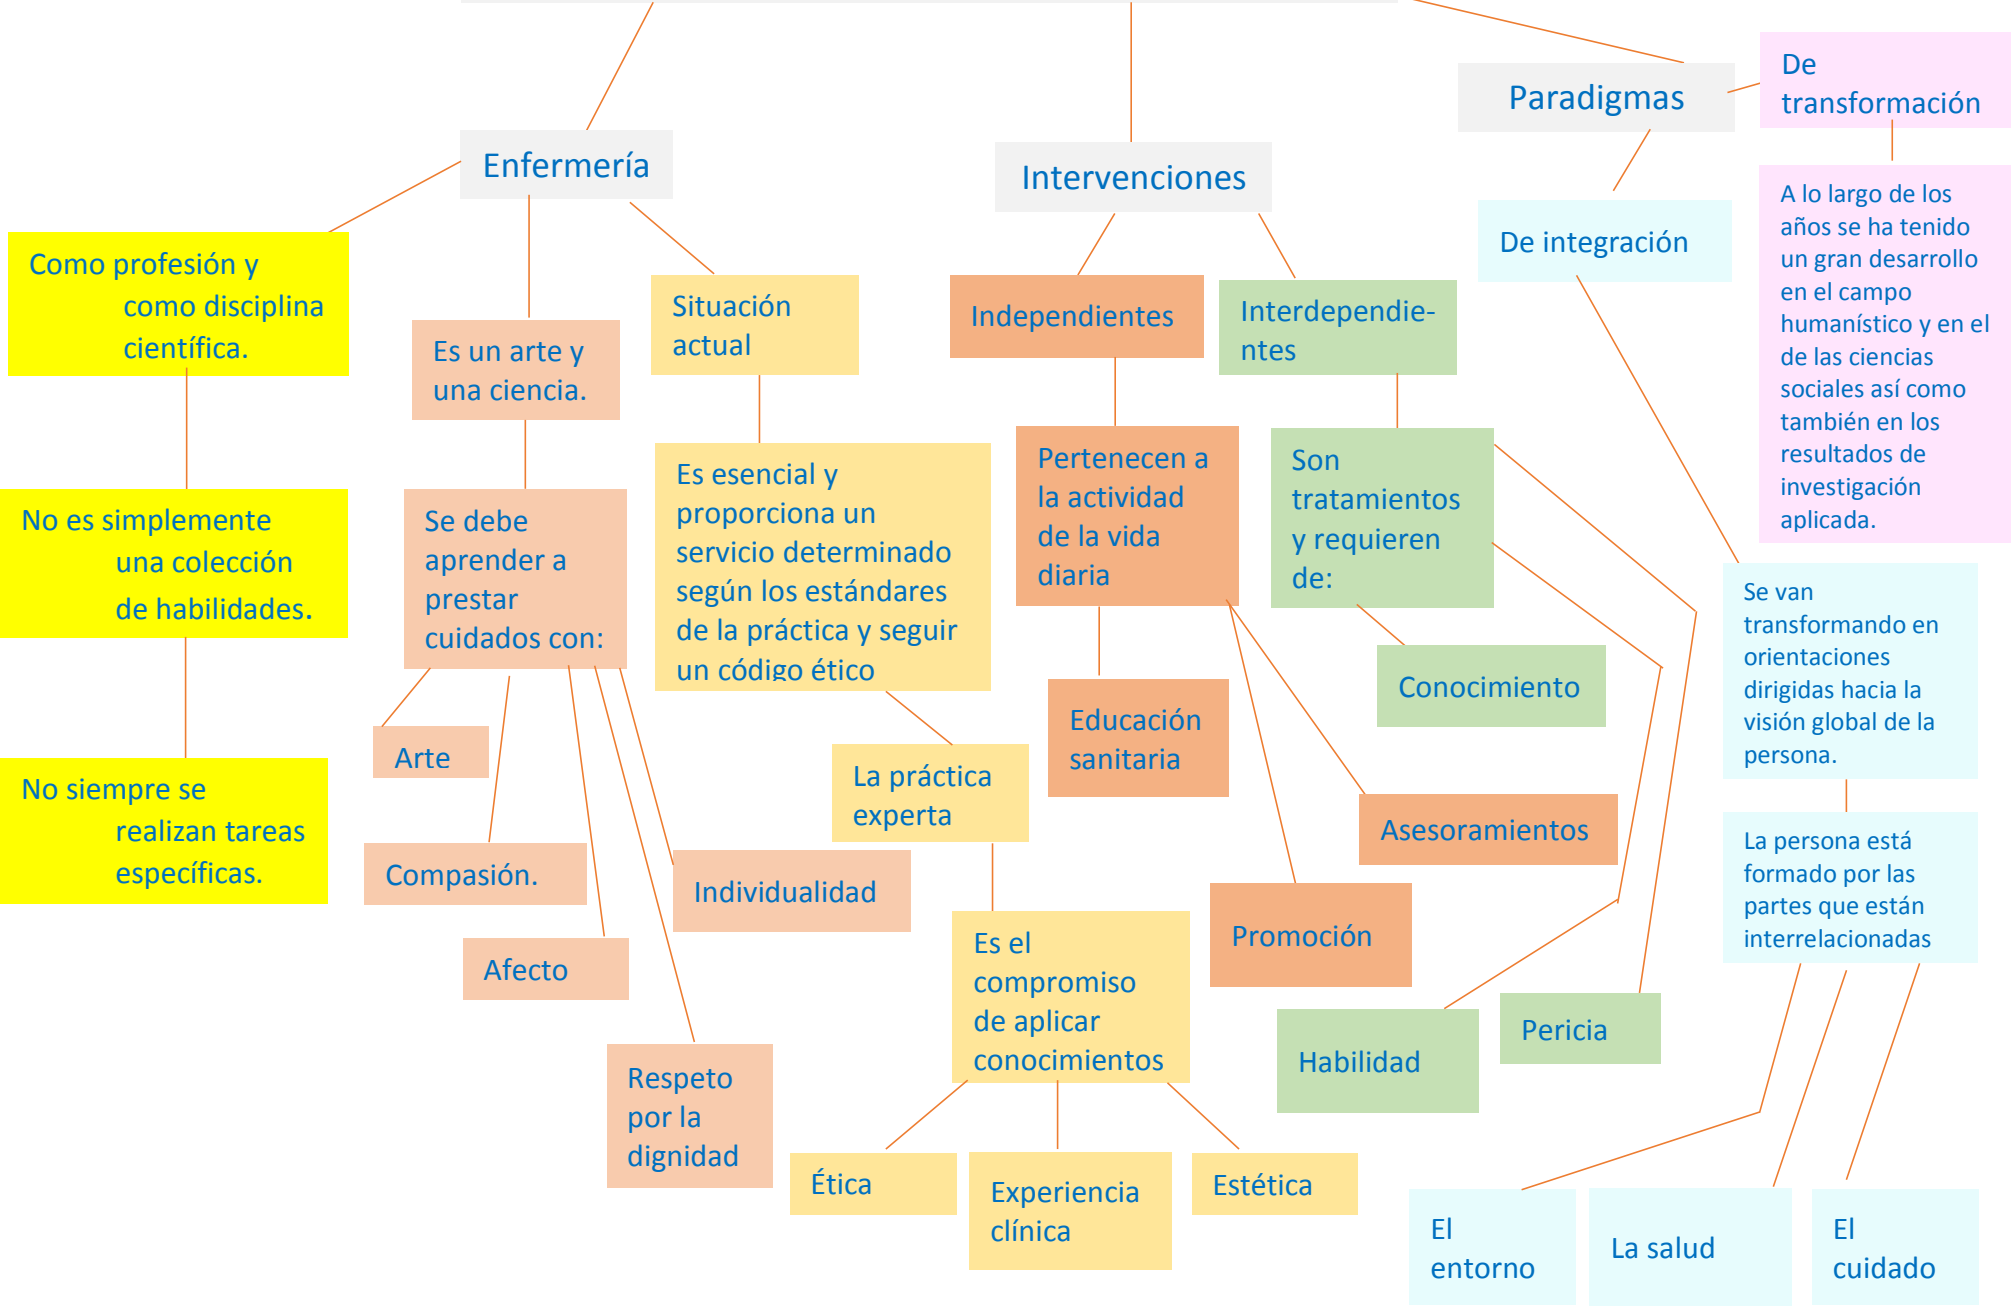 Enfermería
Como profesión y
como disciplina
científica.
No es simplemente
una colección
de habilidades.
No siempre se
realizan tareas
específicas.
Es un arte y
una ciencia.
Se debe
aprender a
prestar
cuidados con:
Arte
Compasión.
Afecto
Respeto
por la
dignidad
Individualidad
Situación
actual
Es esencial y
proporciona un
servicio determinado
según los estándares
de la práctica y seguir
un código ético
La práctica
experta
Es el
compromiso
de aplicar
conocimientos
Ética
Experiencia
clínica
Estética
Intervenciones
Independientes
Pertenecen a
la actividad
de la vida
diaria
Educación
sanitaria
Promoción
Asesoramientos
Interdependie-
ntes
Son
tratamientos
y requieren
de:
Conocimiento
Habilidad
Pericia
Paradigmas
De integración
Se van
transformando en
orientaciones
dirigidas hacia la
visión global de la
persona.
La persona está
formado por las
partes que están
interrelacionadas
El
entorno
La salud
El
cuidado
De
transformación
A lo largo de los
años se ha tenido
un gran desarrollo
en el campo
humanístico y en el
de las ciencias
sociales así como
también en los
resultados de
investigación
aplicada.